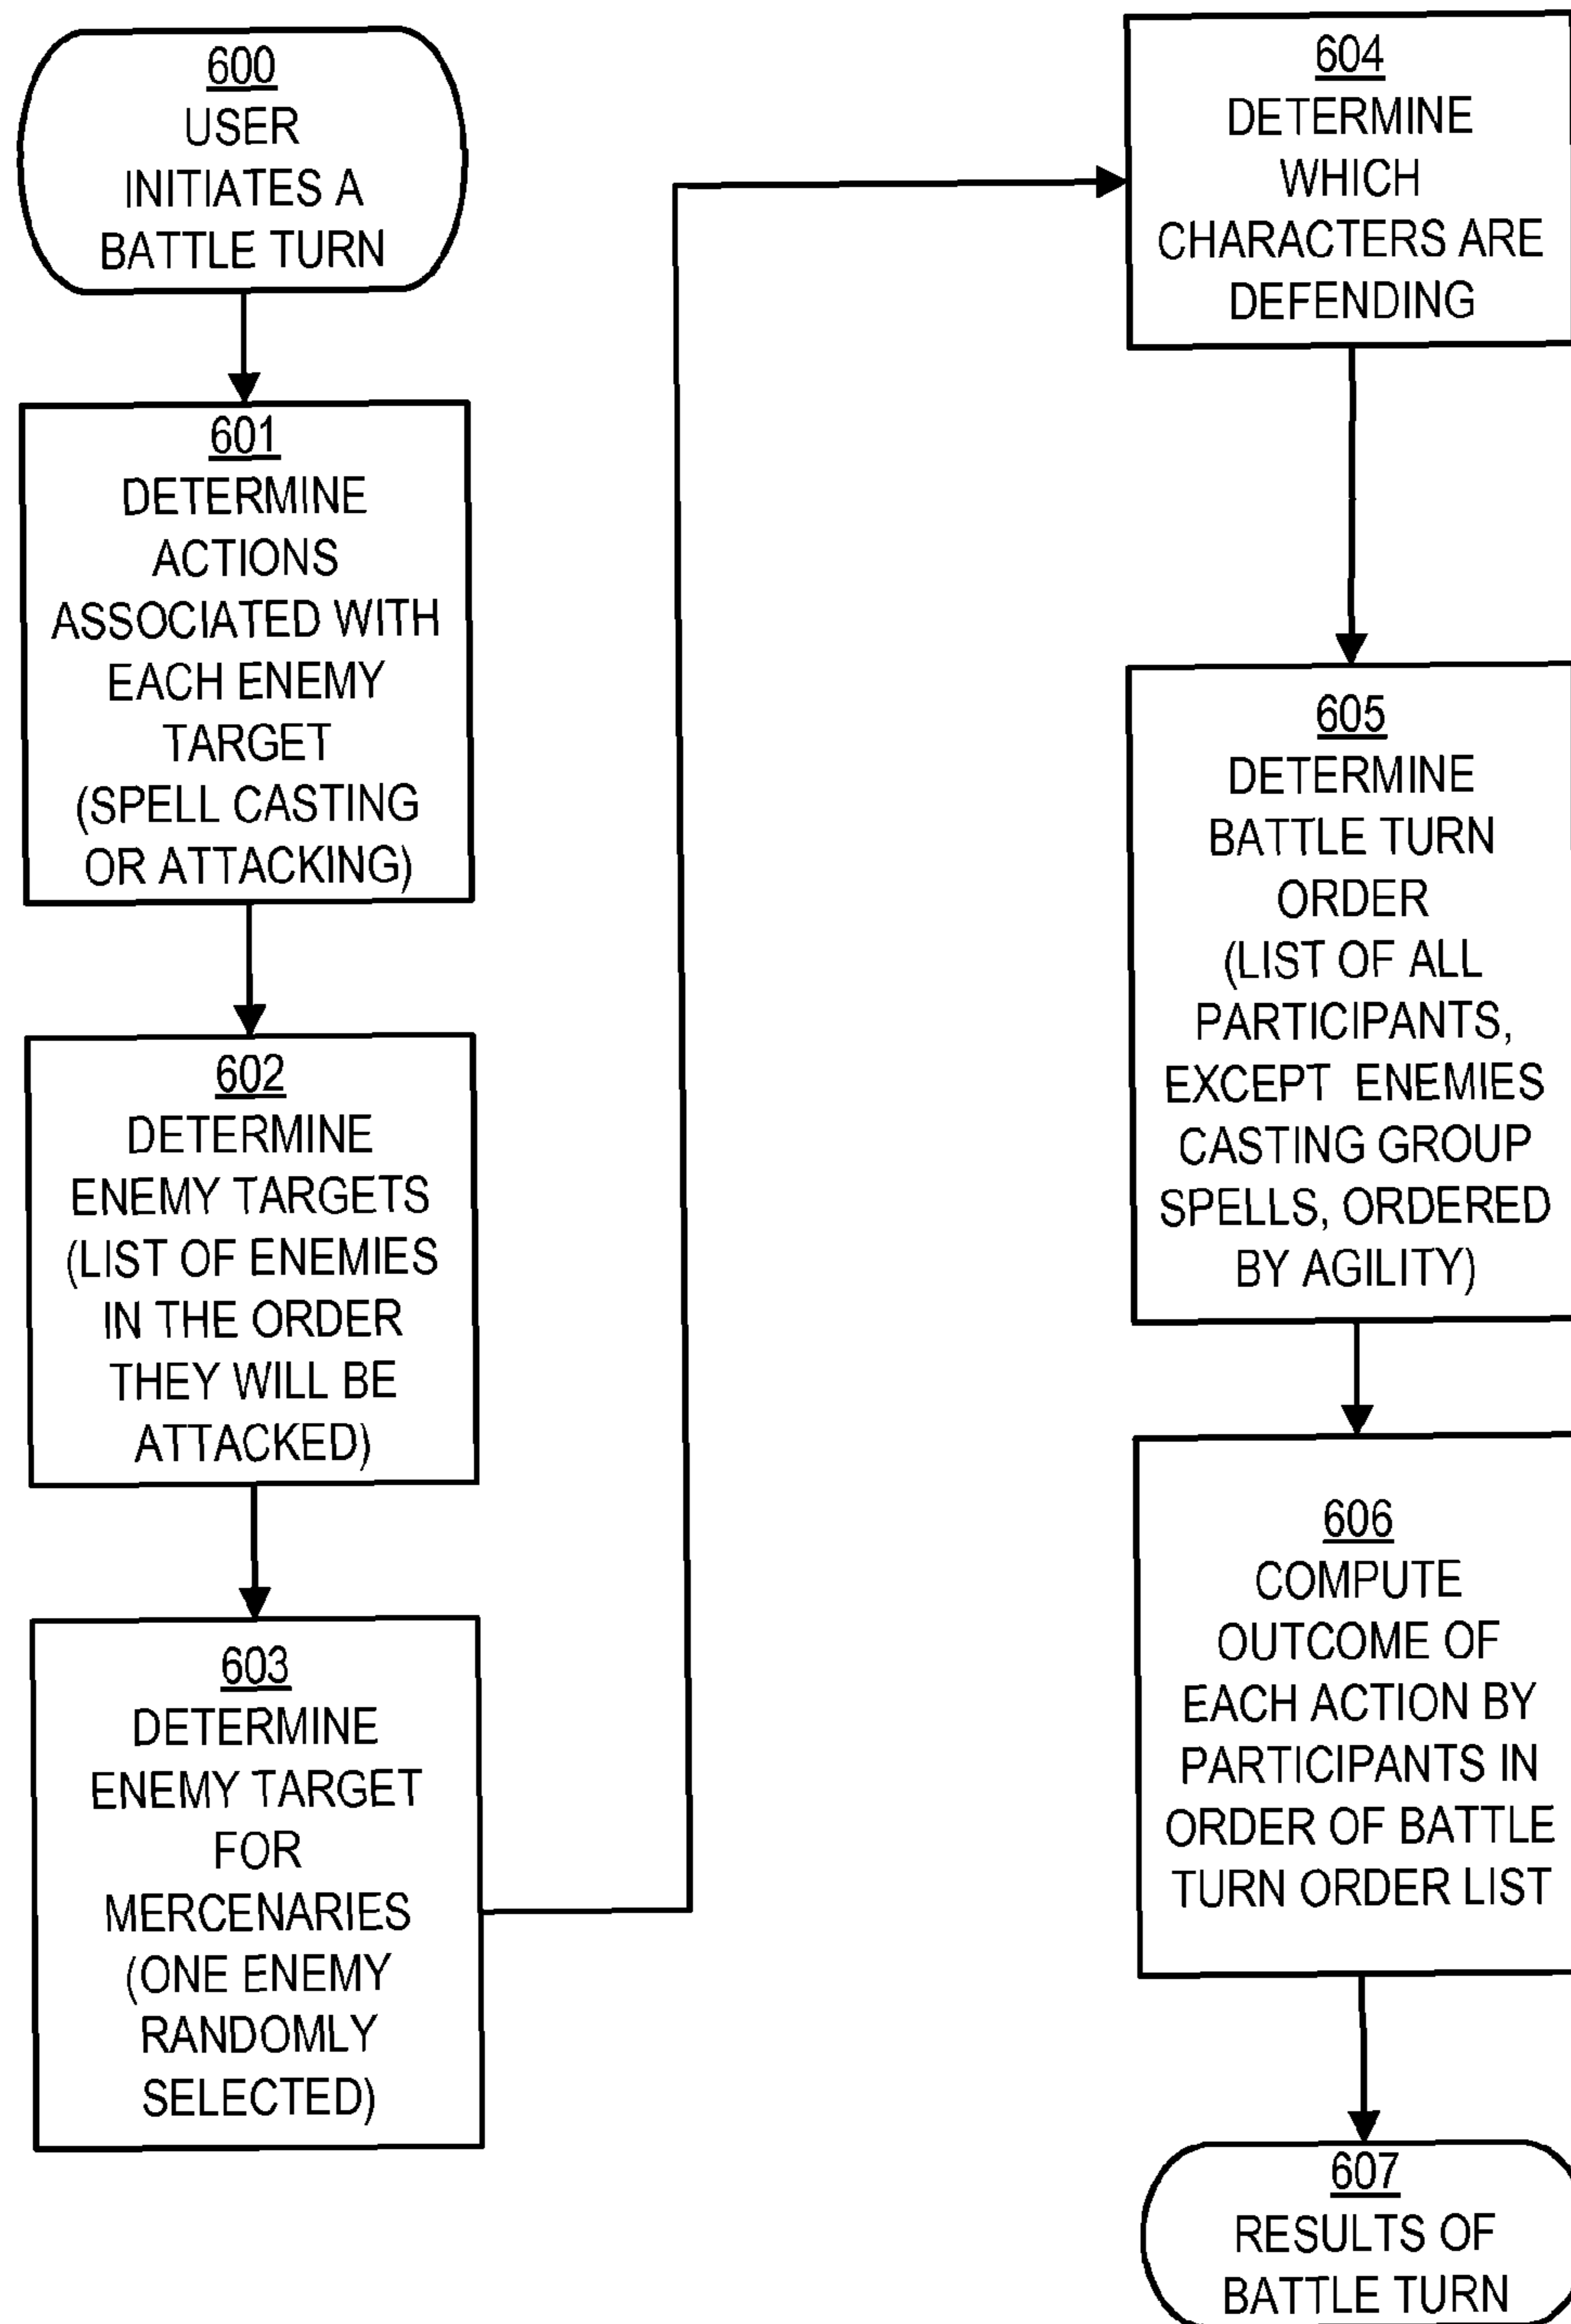 600
USER
INITIATES A
BATTLE TURN
601
DETERMINE
ACTIONS
ASSOCIATED WITH
EACH ENEMY
TARGET
(SPELL CASTING
OR ATTACKING)
602
DETERMINE
ENEMY TARGETS
(LIST OF ENEMIES
IN THE ORDER
THEY WILL BE
ATTACKED)
603
DETERMINE
ENEMY TARGET
FOR
MERCENARIES
(ONE ENEMY
RANDOMLY
SELECTED)
604
DETERMINE
WHICH
CHARACTERS ARE
DEFENDING
605
DETERMINE
BATTLE TURN
ORDER
(LIST OF ALL
PARTICIPANTS,
EXCEPT ENEMIES
CASTING GROUP
SPELLS, ORDERED
BY AGILITY)
606
COMPUTE
OUTCOME OF
EACH ACTION BY
PARTICIPANTS IN
ORDER OF BATTLE
TURN ORDER LIST
607
RESULTS OF
BATTLE TURN